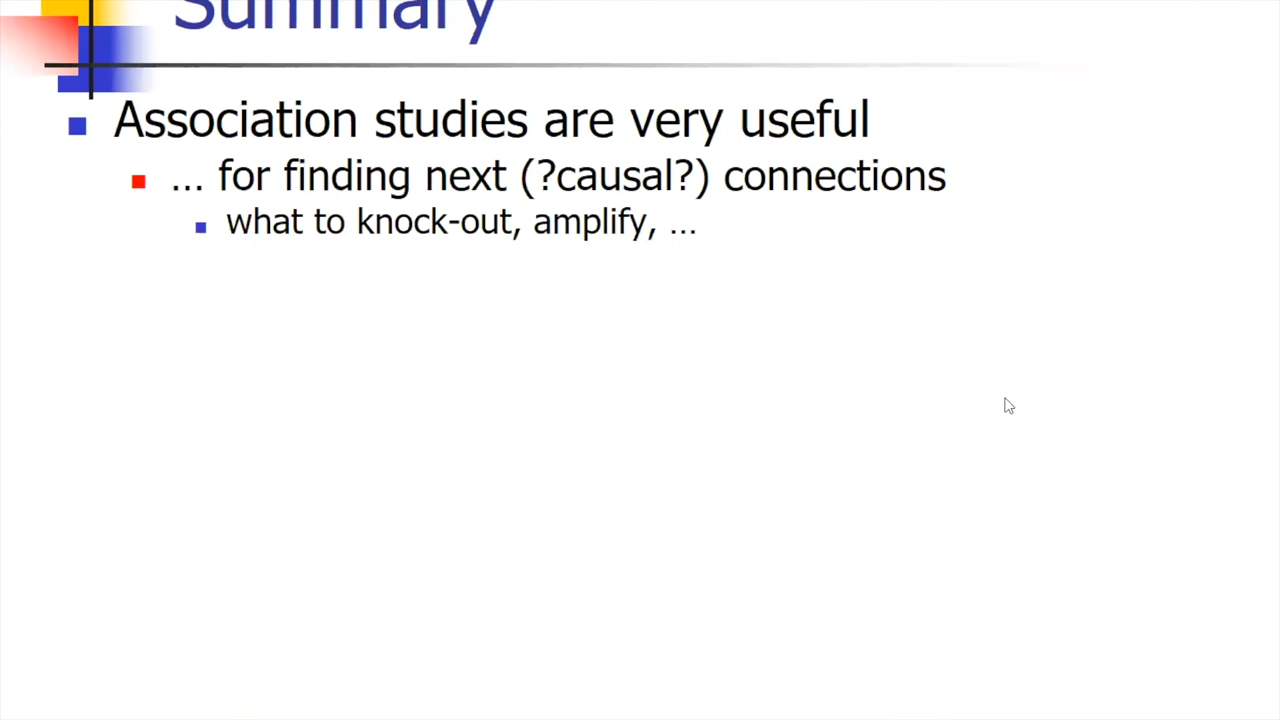 Summary
Association studies are very useful
... for finding next (?causal?) connections
what to knock-out, amplify, ...